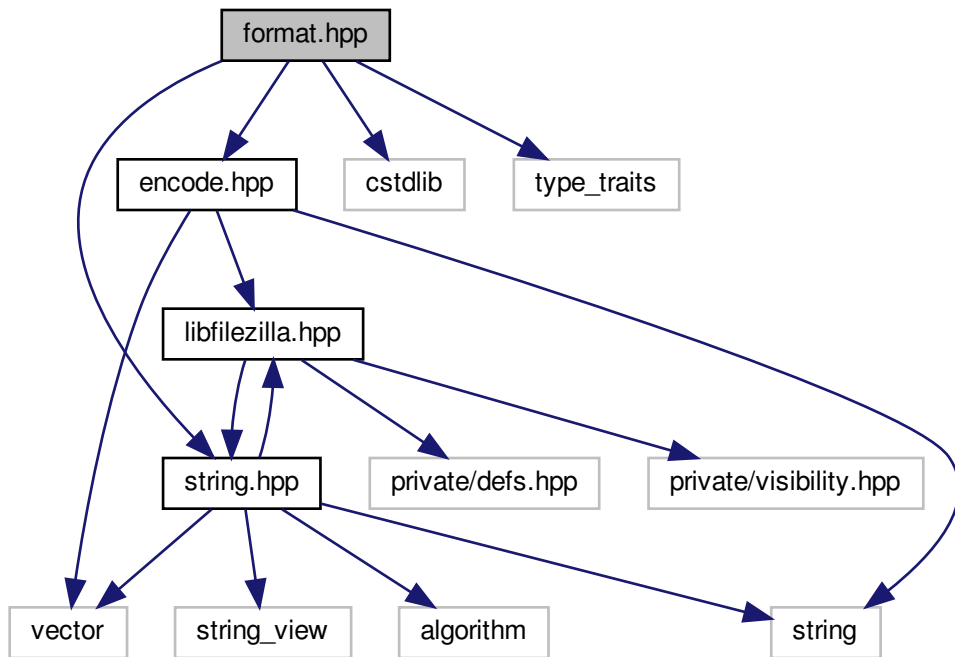 format.hpp
encode.hpp
cstdlib
type_traits
libfilezilla.hpp
string.hpp
private/defs.hpp
private/visibility.hpp
vector
string_view
algorithm
string